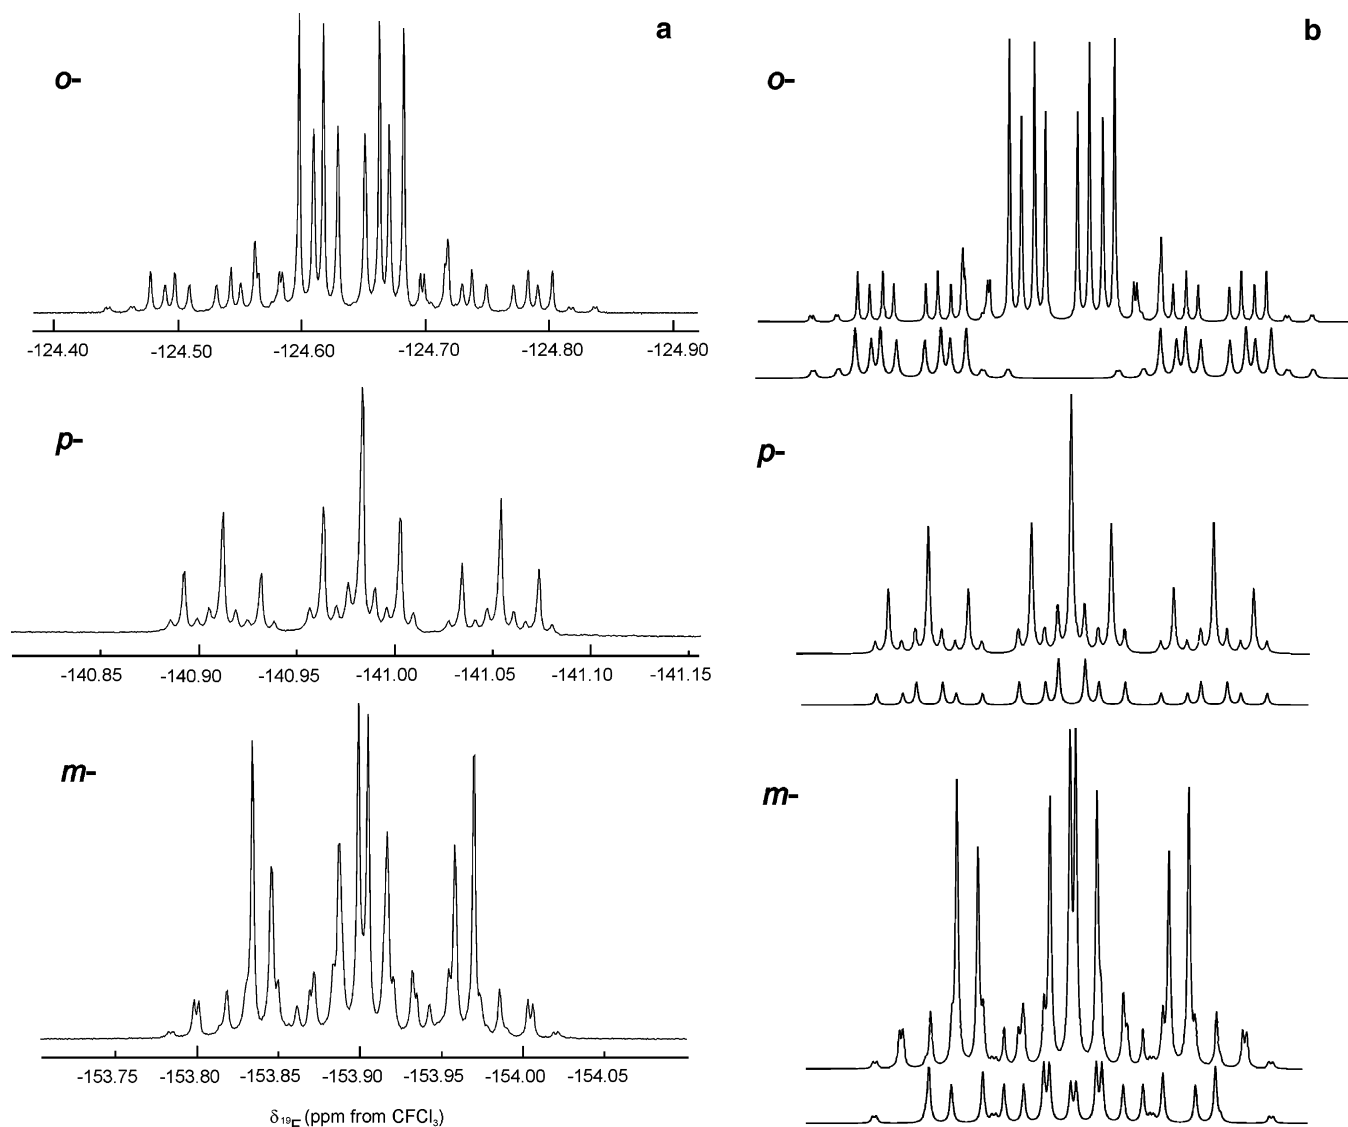 a
b
o-
o-
-124.40 -124.50 -124.60 -124.70 -124.80 -124.90
p-
p-
-140.85 -140.90 -140.95 -141.00 -141.05 -141.10 -141.15
m-
m-
-153.75 -153.80 -153.85 -153.90 -153.95 -154.00 -154.05
δ19F (ppm from CFCl3)